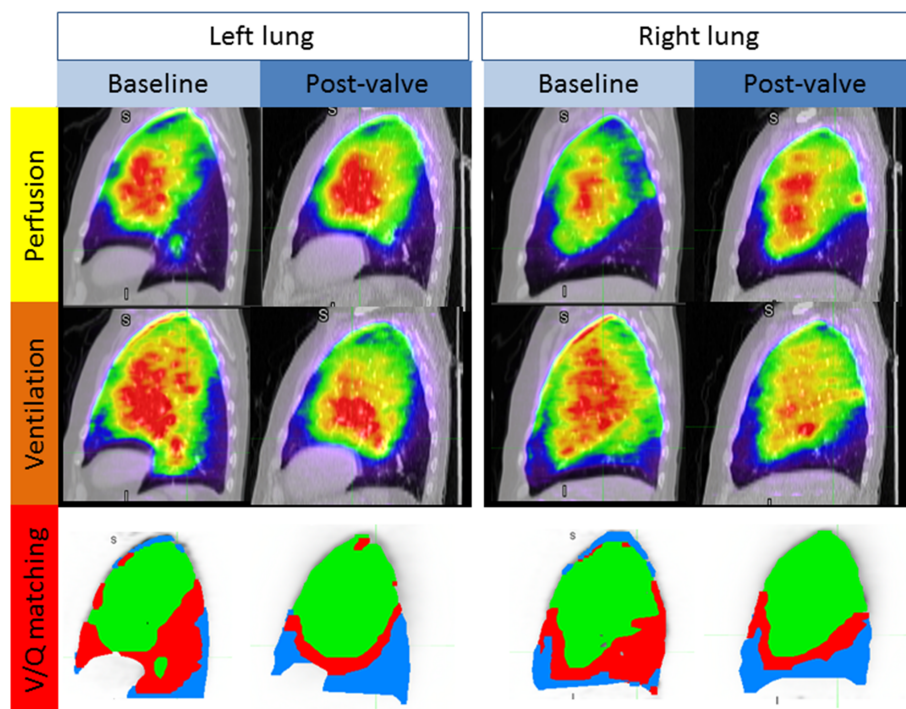 Left lung
Right lung
Baseline
Post-valve
Baseline
Post-valve
Perfusion
S
S
S
S
I
I
I
I
Ventilation
S
S
S
S
I
I
I
I
V/Q matching
S
S
I
I